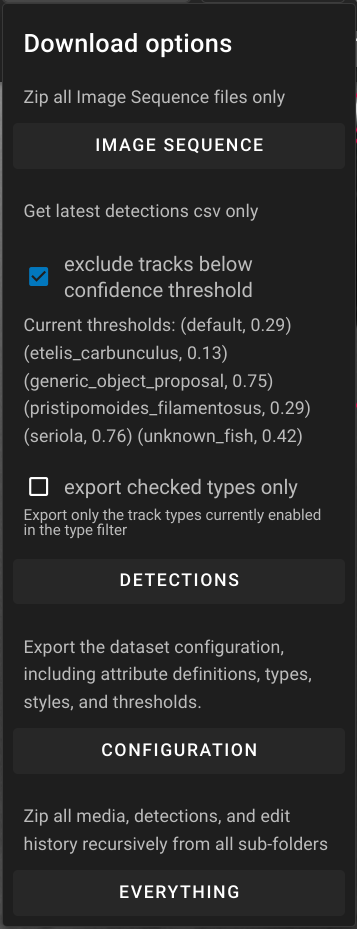 Download options
Zip all Image Sequence files only
IMAGE SEQUENCE
Get latest detections csv only
exclude tracks below
confidence threshold
Current thresholds: (default, 0.29)
(etelis_carbunculus, 0.13)
(generic_object_proposal, 0.75)
(pristipomoides_filamentosus, 0.29)
(seriola, 0.76) (unknown_fish, 0.42)
export checked types only
Export only the track types currently enabled
in the type filter
DETECTIONS
Export the dataset configuration,
including attribute definitions, types,
styles, and thresholds.
CONFIGURATION
Zip all media, detections, and edit
history recursively from all sub-folders
EVERYTHING